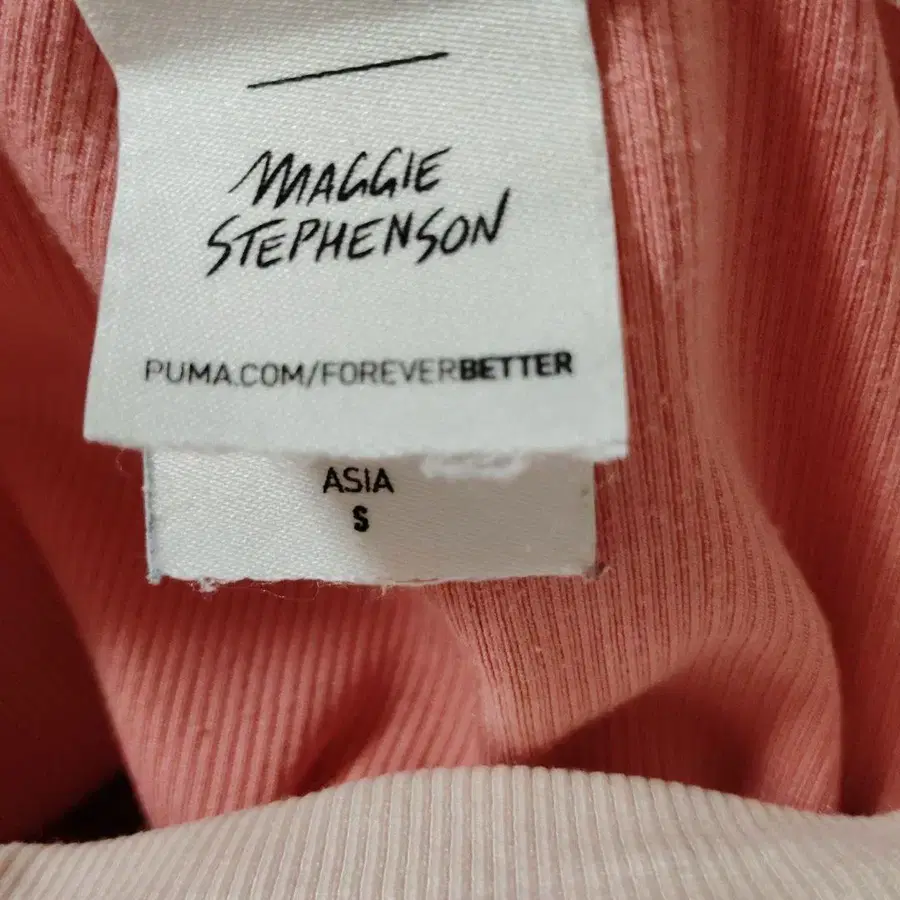 MAGGIE
STEPHENSON
PUMA.COM/FOREVERBETTER
ASIA
S